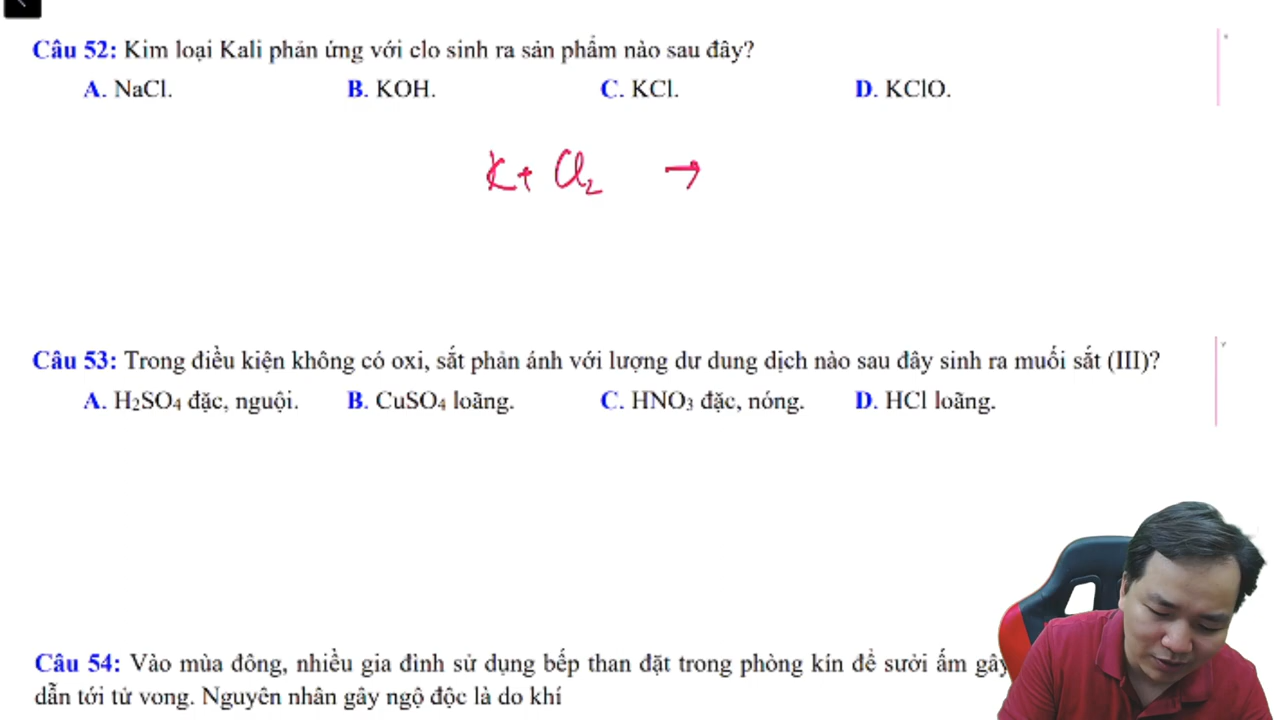 Câu 52: Kim loại Kali phản ứng với clo sinh ra sản phẩm nào sau đây?
A. NaCl. B. KOH. C. KCl. D. KClO.
K + Cl₂ →
Câu 53: Trong điều kiện không có oxi, sắt phản ánh với lượng dư dung dịch nào sau đây sinh ra muối sắt (III)?
A. H₂SO₄ đặc, nguội. B. CuSO₄ loãng. C. HNO₃ đặc, nóng. D. HCl loãng.
Câu 54: Vào mùa đông, nhiều gia đình sử dụng bếp than đặt trong phòng kín để sưởi ấm gây
dẫn tới tử vong. Nguyên nhân gây ngộ độc là do khí